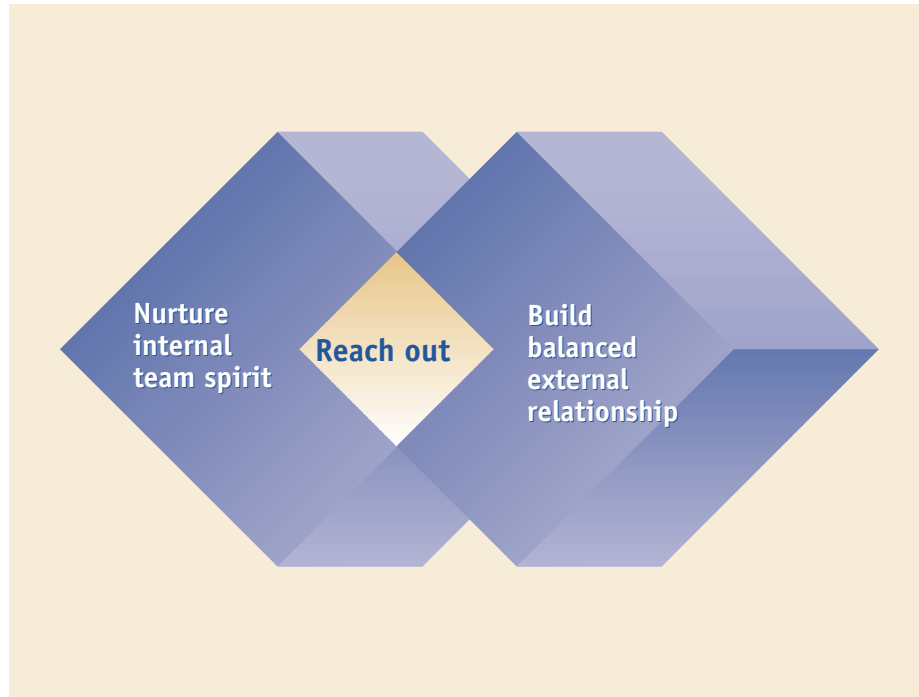 Nurture
internal
team spirit
Reach out
Build
balanced
external
relationship